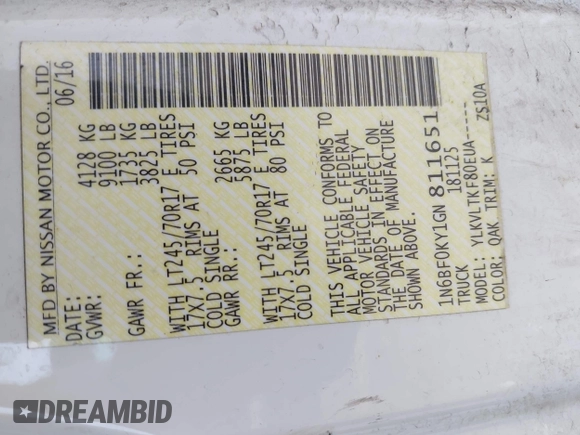 MFD BY NISSAN MOTOR CO., LTD.
DATE: 06/16
GVWR: 4128 KG
9100 LB
GAWR FR.: 1735 KG
3825 LB
WITH LT245/70R17 E TIRES
17X7.5 RIMS AT 50 PSI
COLD SINGLE
GAWR RR.: 2665 KG
5875 LB
WITH LT245/70R17 E TIRES
17X7.5 RIMS AT 80 PSI
COLD SINGLE
THIS VEHICLE CONFORMS TO
ALL APPLICABLE FEDERAL
MOTOR VEHICLE SAFETY
STANDARDS IN EFFECT ON
THE DATE OF MANUFACTURE
SHOWN ABOVE.
1N6BF0KY1GN 811651
TRUCK 181125
MODEL: YLKVLTKF80EUA-----
COLOR: QAK TRIM: K ZS10A
DREAMBID